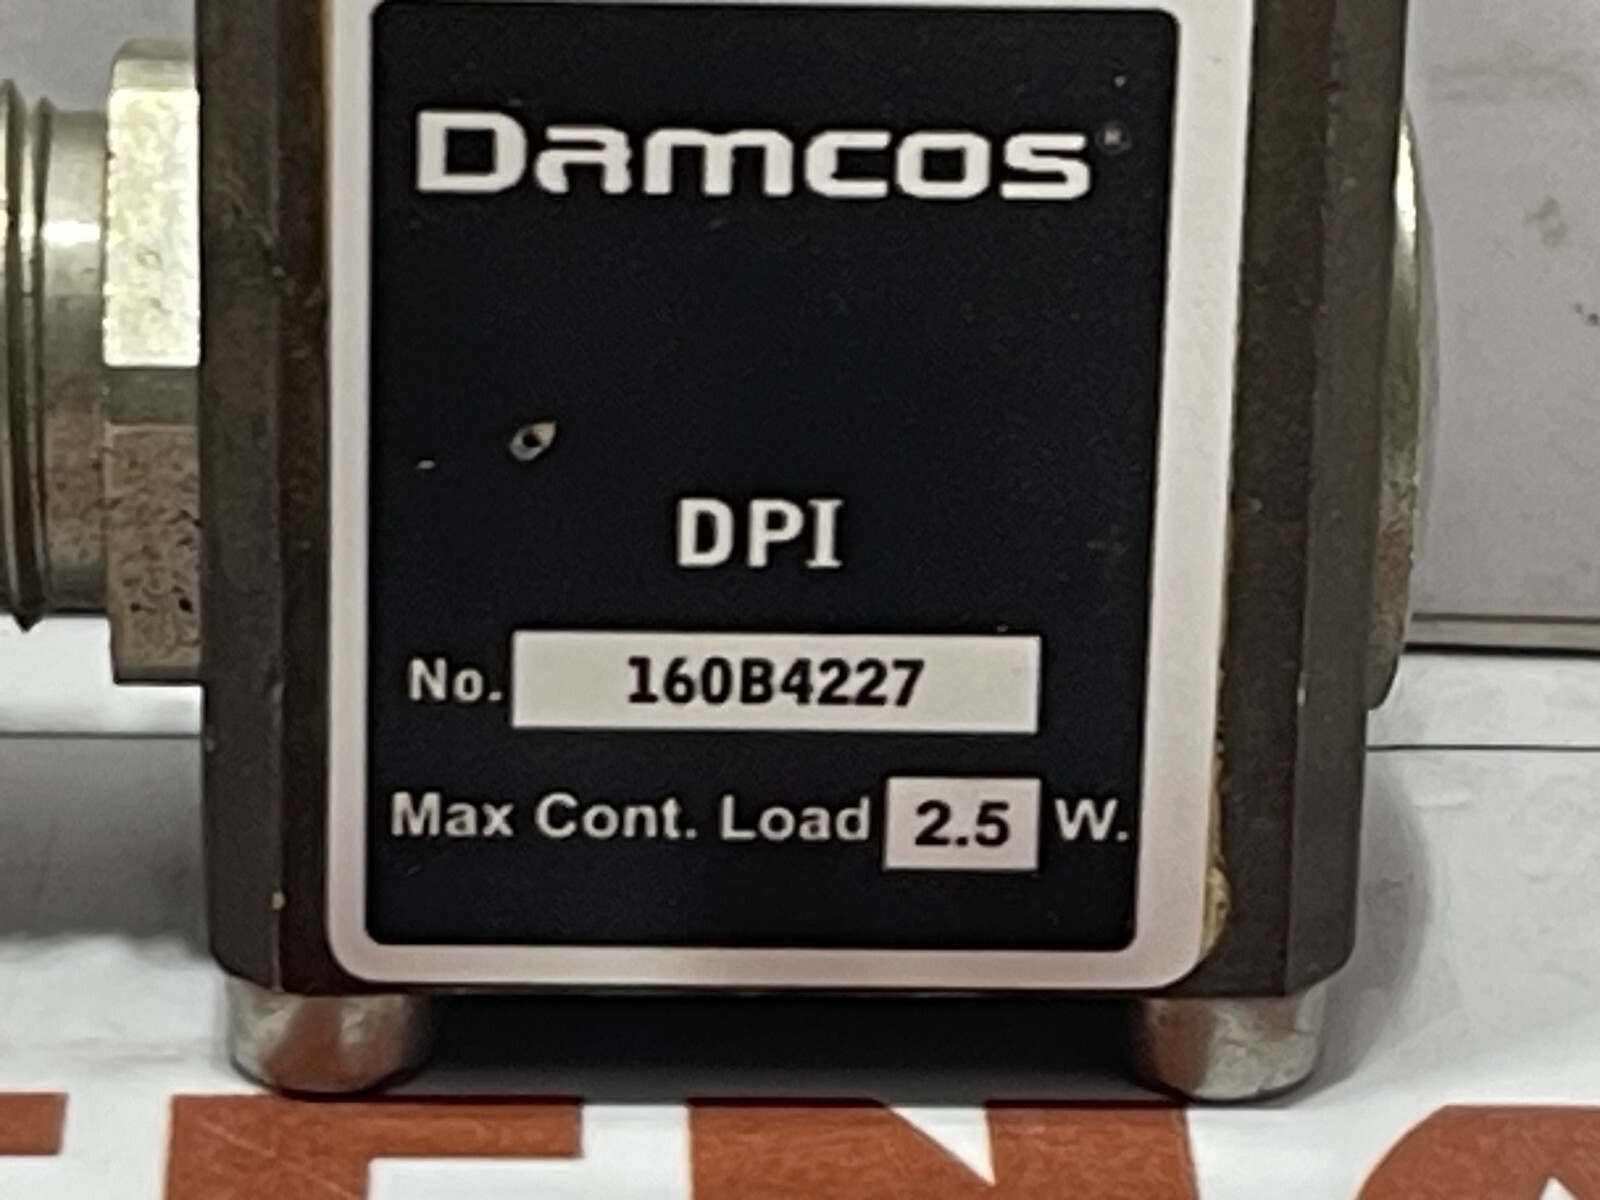 Damcos®
DPI
No. 160B4227
Max Cont. Load 2.5 W.